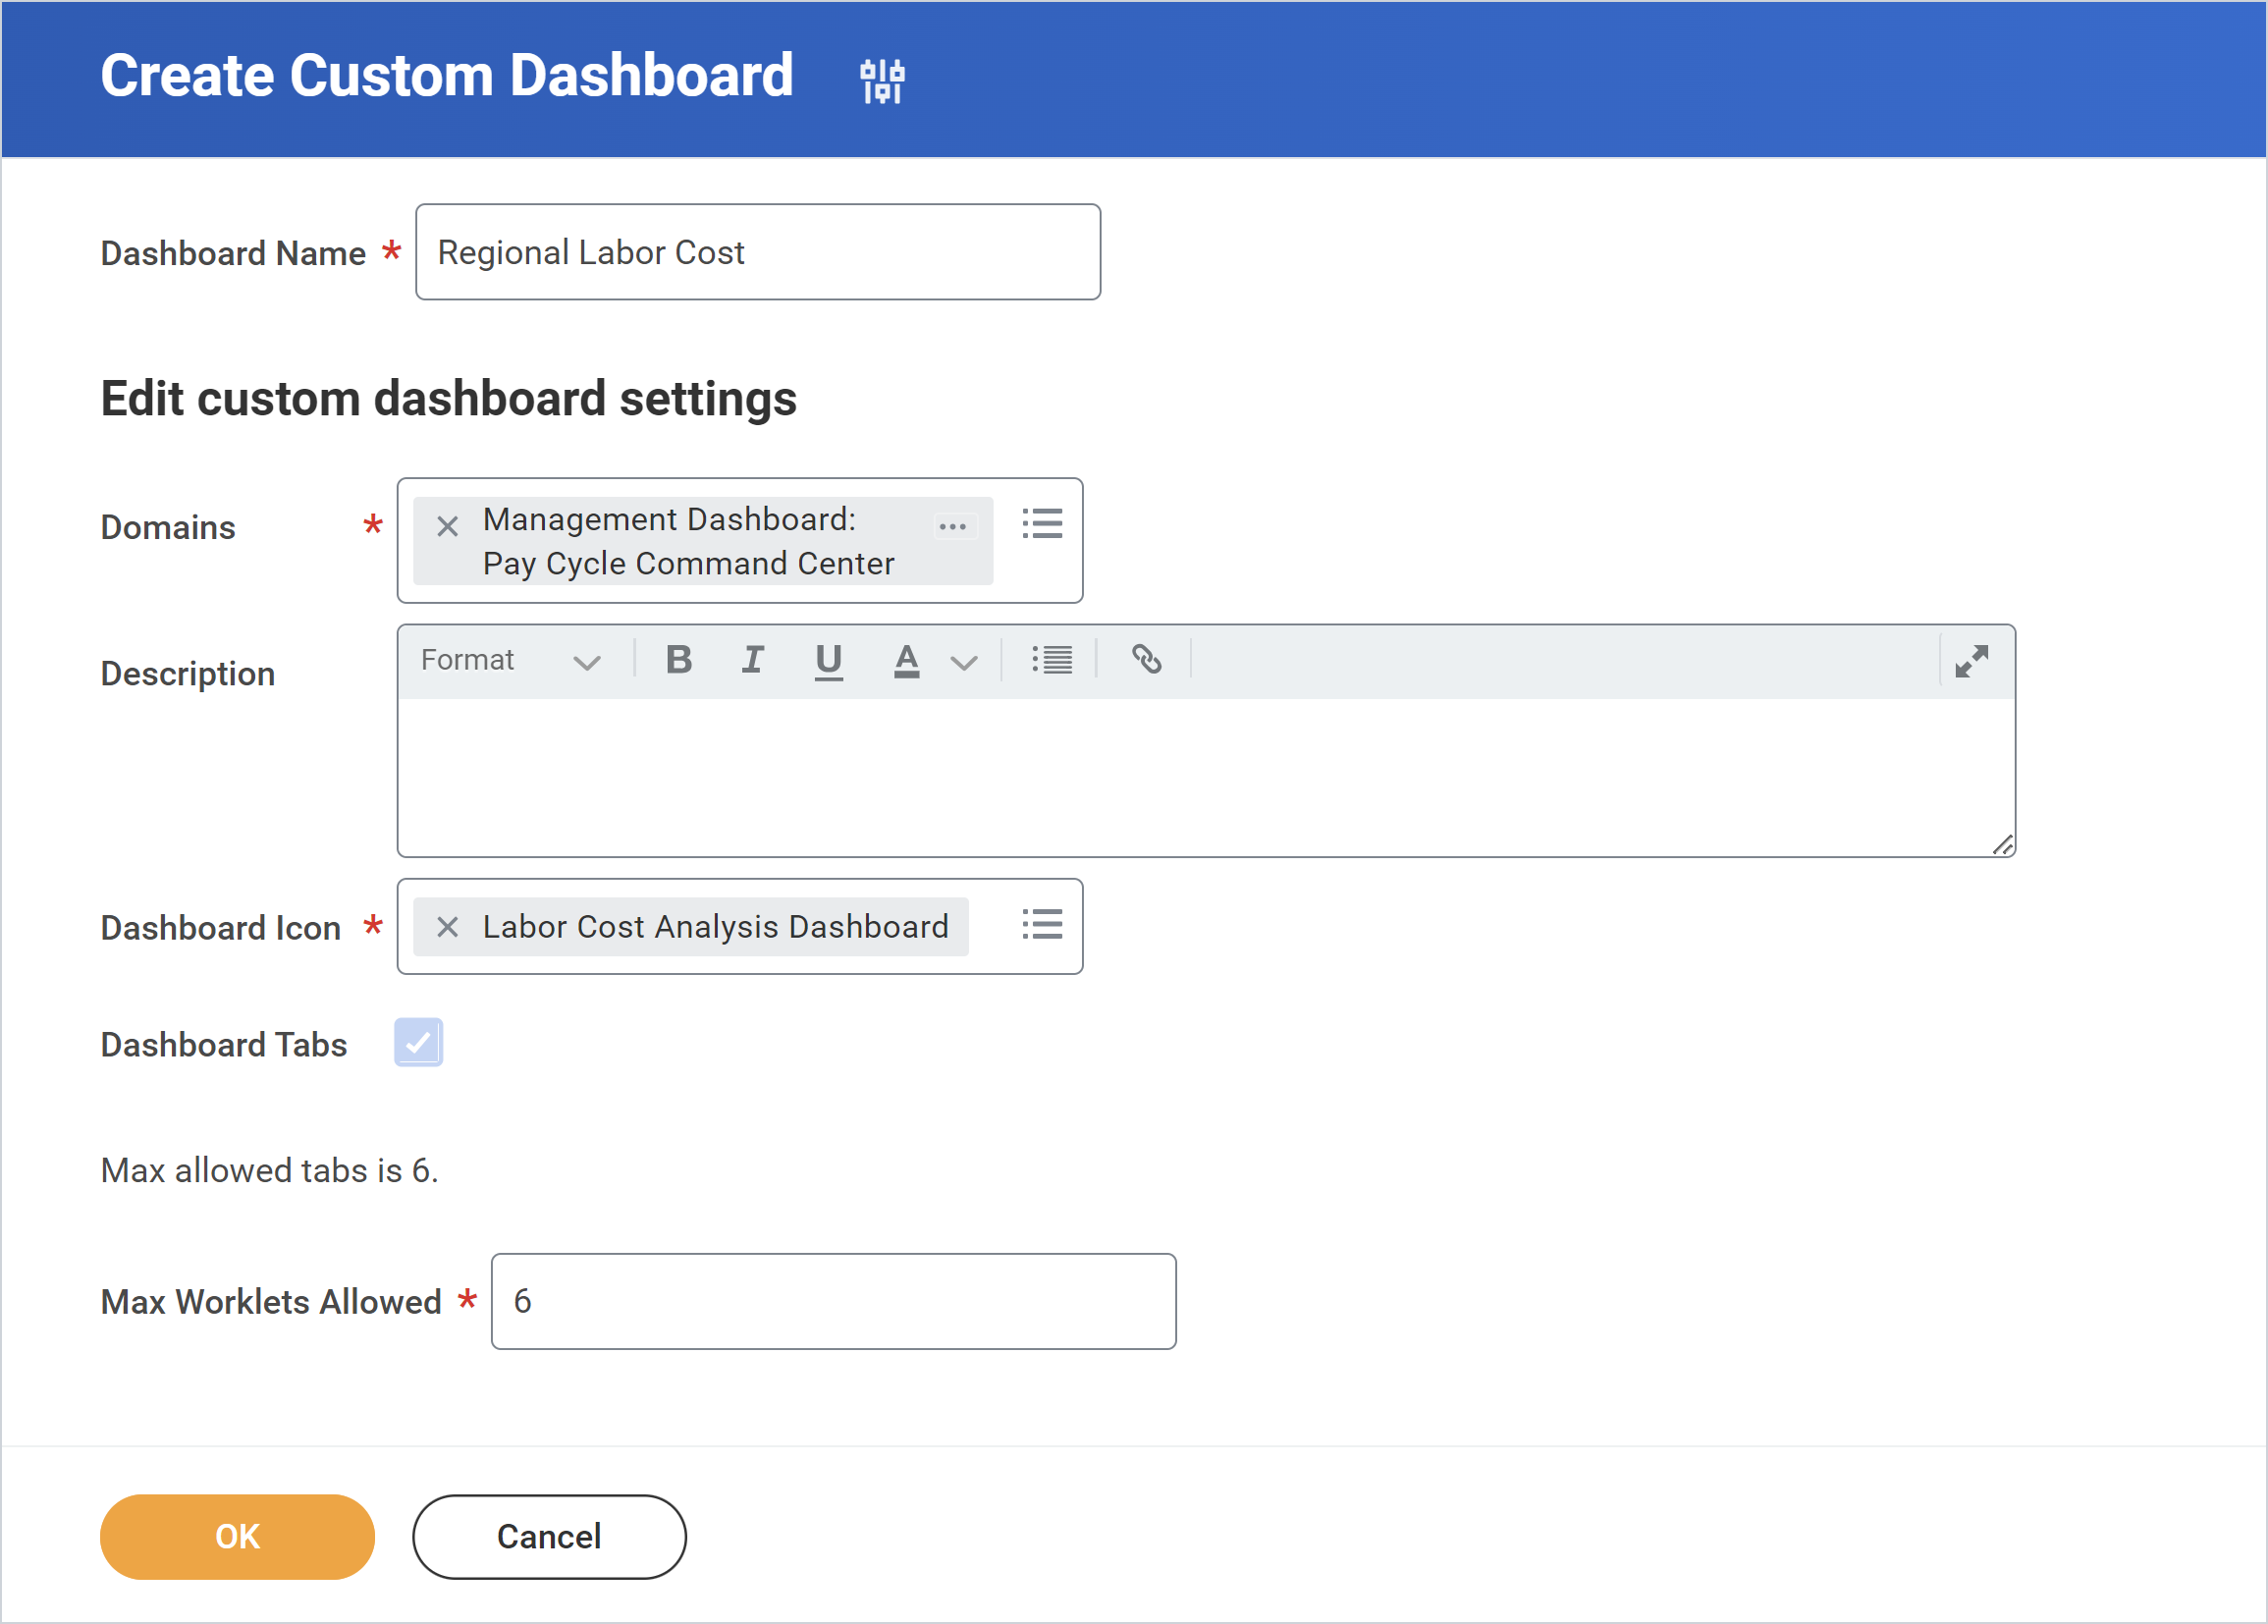 Create Custom Dashboard
Dashboard Name *
Regional Labor Cost
Edit custom dashboard settings
Domains *
Management Dashboard:
Pay Cycle Command Center
Description
Format B I U A
Dashboard Icon *
Labor Cost Analysis Dashboard
Dashboard Tabs
Max allowed tabs is 6.
Max Worklets Allowed *
6
OK
Cancel